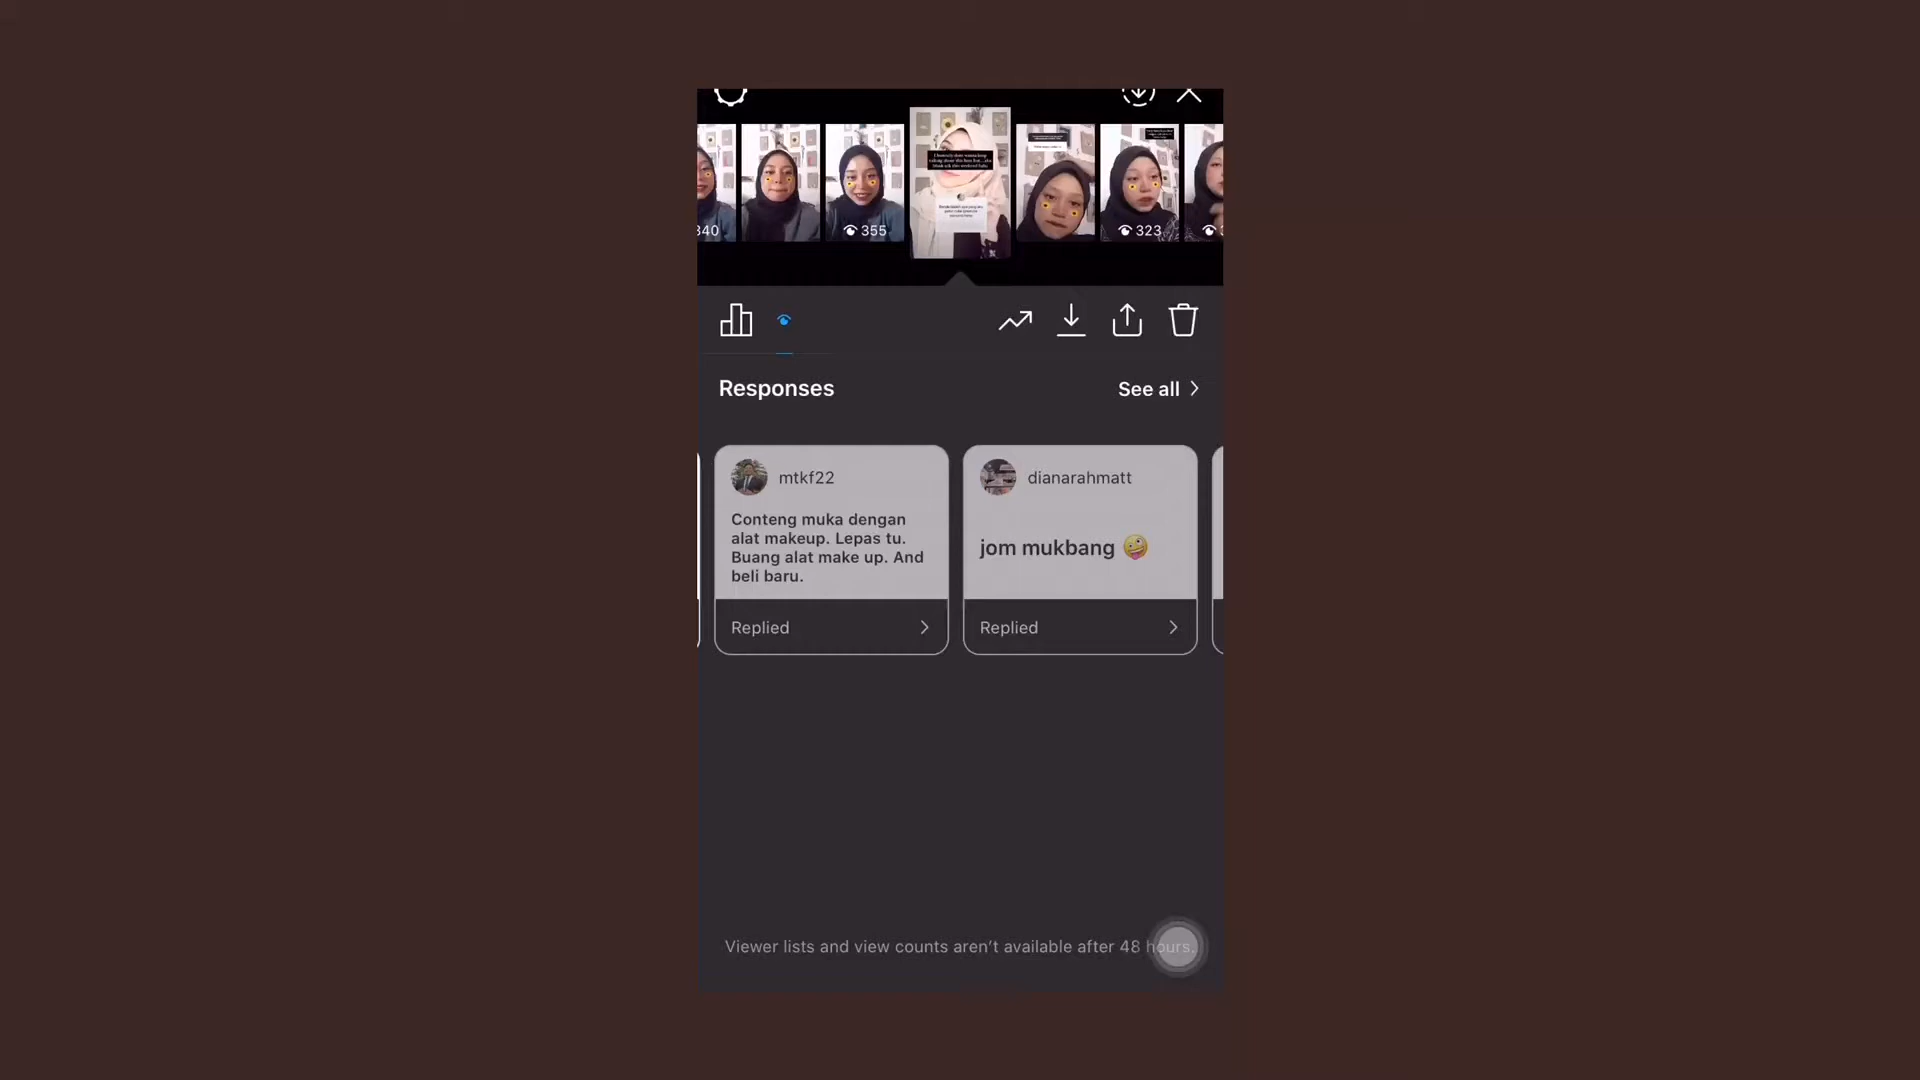 340
355
323
Responses
See all
mtkf22
Conteng muka dengan
alat makeup. Lepas tu.
Buang alat make up. And
beli baru.
Replied
dianarahmatt
jom mukbang 🤪
Replied
Viewer lists and view counts aren’t available after 48 hours.